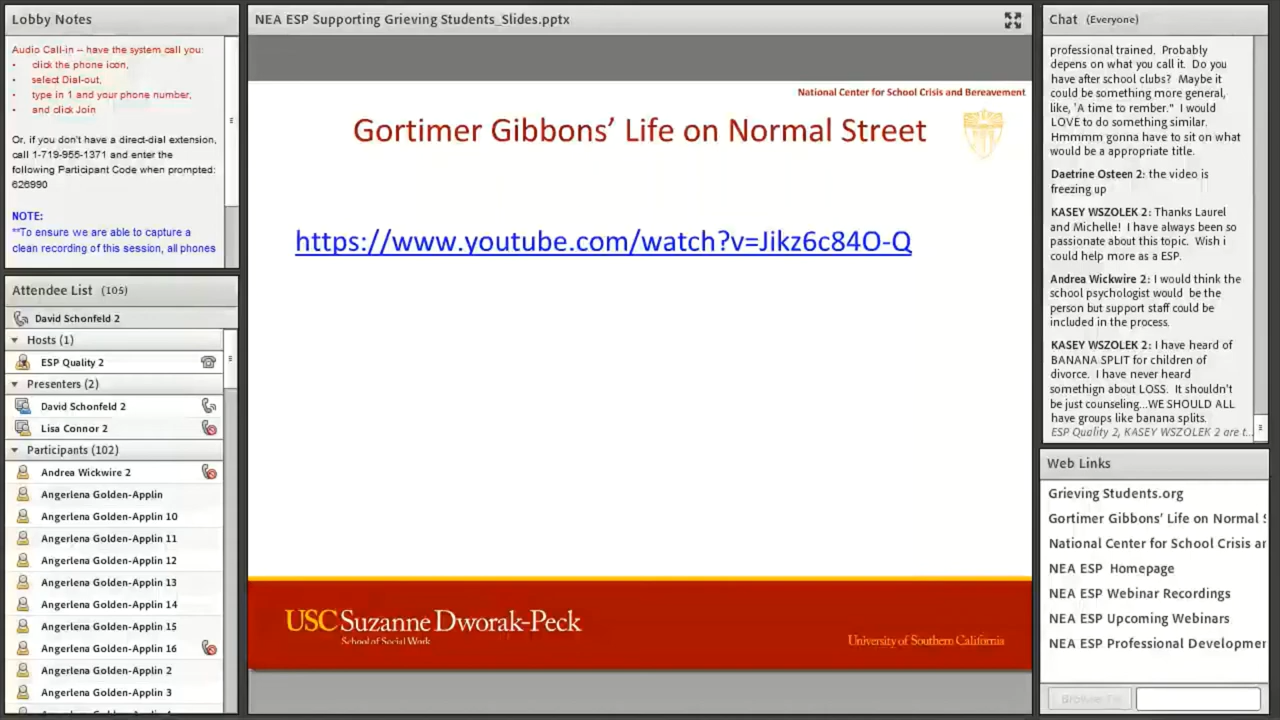 Lobby Notes
Audio Call-in -- have the system call you:
• click the phone icon,
• select Dial-out,
• type in 1 and your phone number,
• and click Join
Or, if you don't have a direct-dial extension,
call 1-719-955-1371 and enter the
following Participant Code when prompted:
626990
NOTE:
**To ensure we are able to capture a
clean recording of this session, all phones
Attendee List (105)
David Schonfeld 2
Hosts (1)
ESP Quality 2
Presenters (2)
David Schonfeld 2
Lisa Connor 2
Participants (102)
Andrea Wickwire 2
Angerlena Golden-Applin
Angerlena Golden-Applin 10
Angerlena Golden-Applin 11
Angerlena Golden-Applin 12
Angerlena Golden-Applin 13
Angerlena Golden-Applin 14
Angerlena Golden-Applin 15
Angerlena Golden-Applin 16
Angerlena Golden-Applin 2
Angerlena Golden-Applin 3
NEA ESP Supporting Grieving Students_Slides.pptx
National Center for School Crisis and Bereavement
Gortimer Gibbons’ Life on Normal Street
https://www.youtube.com/watch?v=Jikz6c84O-Q
USC Suzanne Dworak-Peck
School of Social Work
University of Southern California
Chat (Everyone)
professional trained. Probably
depens on what you call it. Do you
have after school clubs? Maybe it
could be something more general,
like, 'A time to rember." I would
LOVE to do something similar.
Hmmmm gonna have to sit on what
would be a appropriate title.
Daetrine Osteen 2: the video is
freezing up
KASEY WSZOLEK 2: Thanks Laurel
and Michelle! I have always been so
passionate about this topic. Wish i
could help more as a ESP.
Andrea Wickwire 2: I would think the
school psychologist would be the
person but support staff could be
included in the process.
KASEY WSZOLEK 2: I have heard of
BANANA SPLIT for children of
divorce. I have never heard
somethign about LOSS. It shouldn't
be just counseling...WE SHOULD ALL
have groups like banana splits.
ESP Quality 2, KASEY WSZOLEK 2 are t...
Web Links
Grieving Students.org
Gortimer Gibbons’ Life on Normal
National Center for School Crisis
NEA ESP Homepage
NEA ESP Webinar Recordings
NEA ESP Upcoming Webinars
NEA ESP Professional Developmer